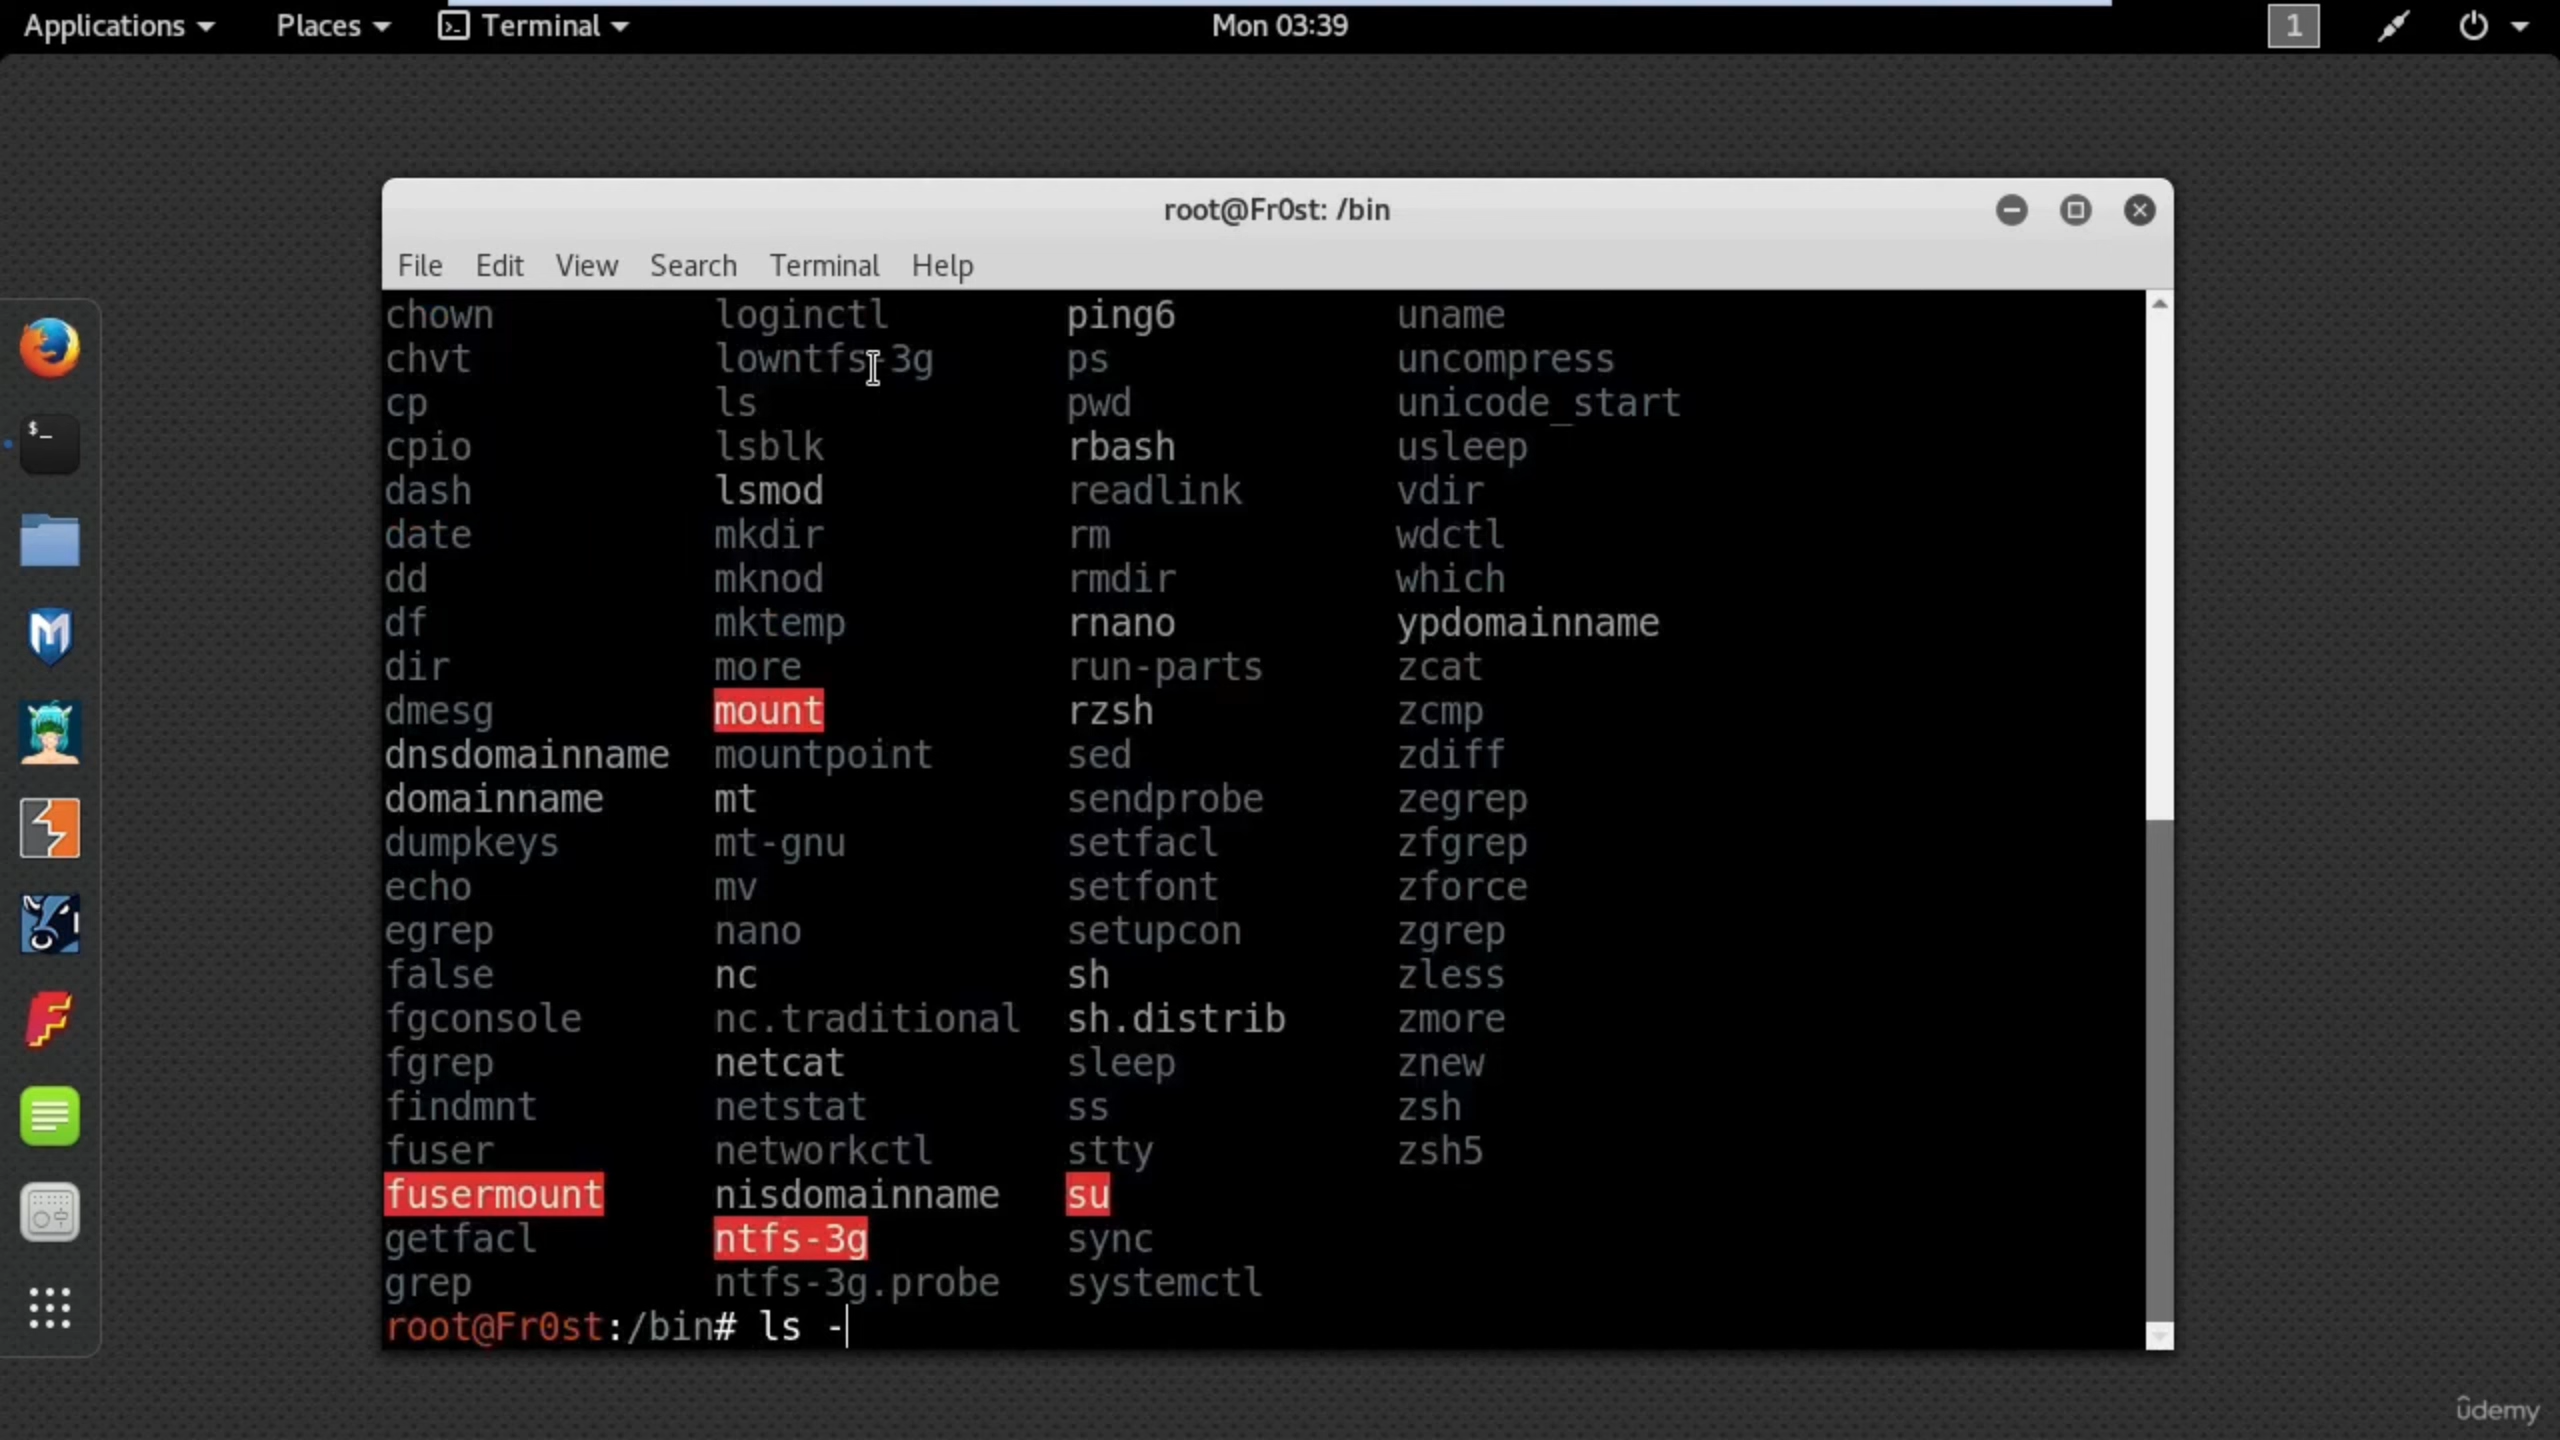 Applications Places Terminal Mon 03:39 1
root@Fr0st: /bin
File Edit View Search Terminal Help
chown loginctl ping6 uname
chvt lowntfs-3g ps uncompress
cp ls pwd unicode_start
cpio lsblk rbash usleep
dash lsmod readlink vdir
date mkdir rm wdctl
dd mknod rmdir which
df mktemp rnano ypdomainname
dir more run-parts zcat
dmesg mount rzsh zcmp
dnsdomainname mountpoint sed zdiff
domainname mt sendprobe zegrep
dumpkeys mt-gnu setfacl zfgrep
echo mv setfont zforce
egrep nano setupcon zgrep
false nc sh zless
fgconsole nc.traditional sh.distrib zmore
fgrep netcat sleep znew
findmnt netstat ss zsh
fuser networkctl stty zsh5
fusermount nisdomainname su
getfacl ntfs-3g sync
grep ntfs-3g.probe systemctl
root@Fr0st:/bin# ls -
ûdemy